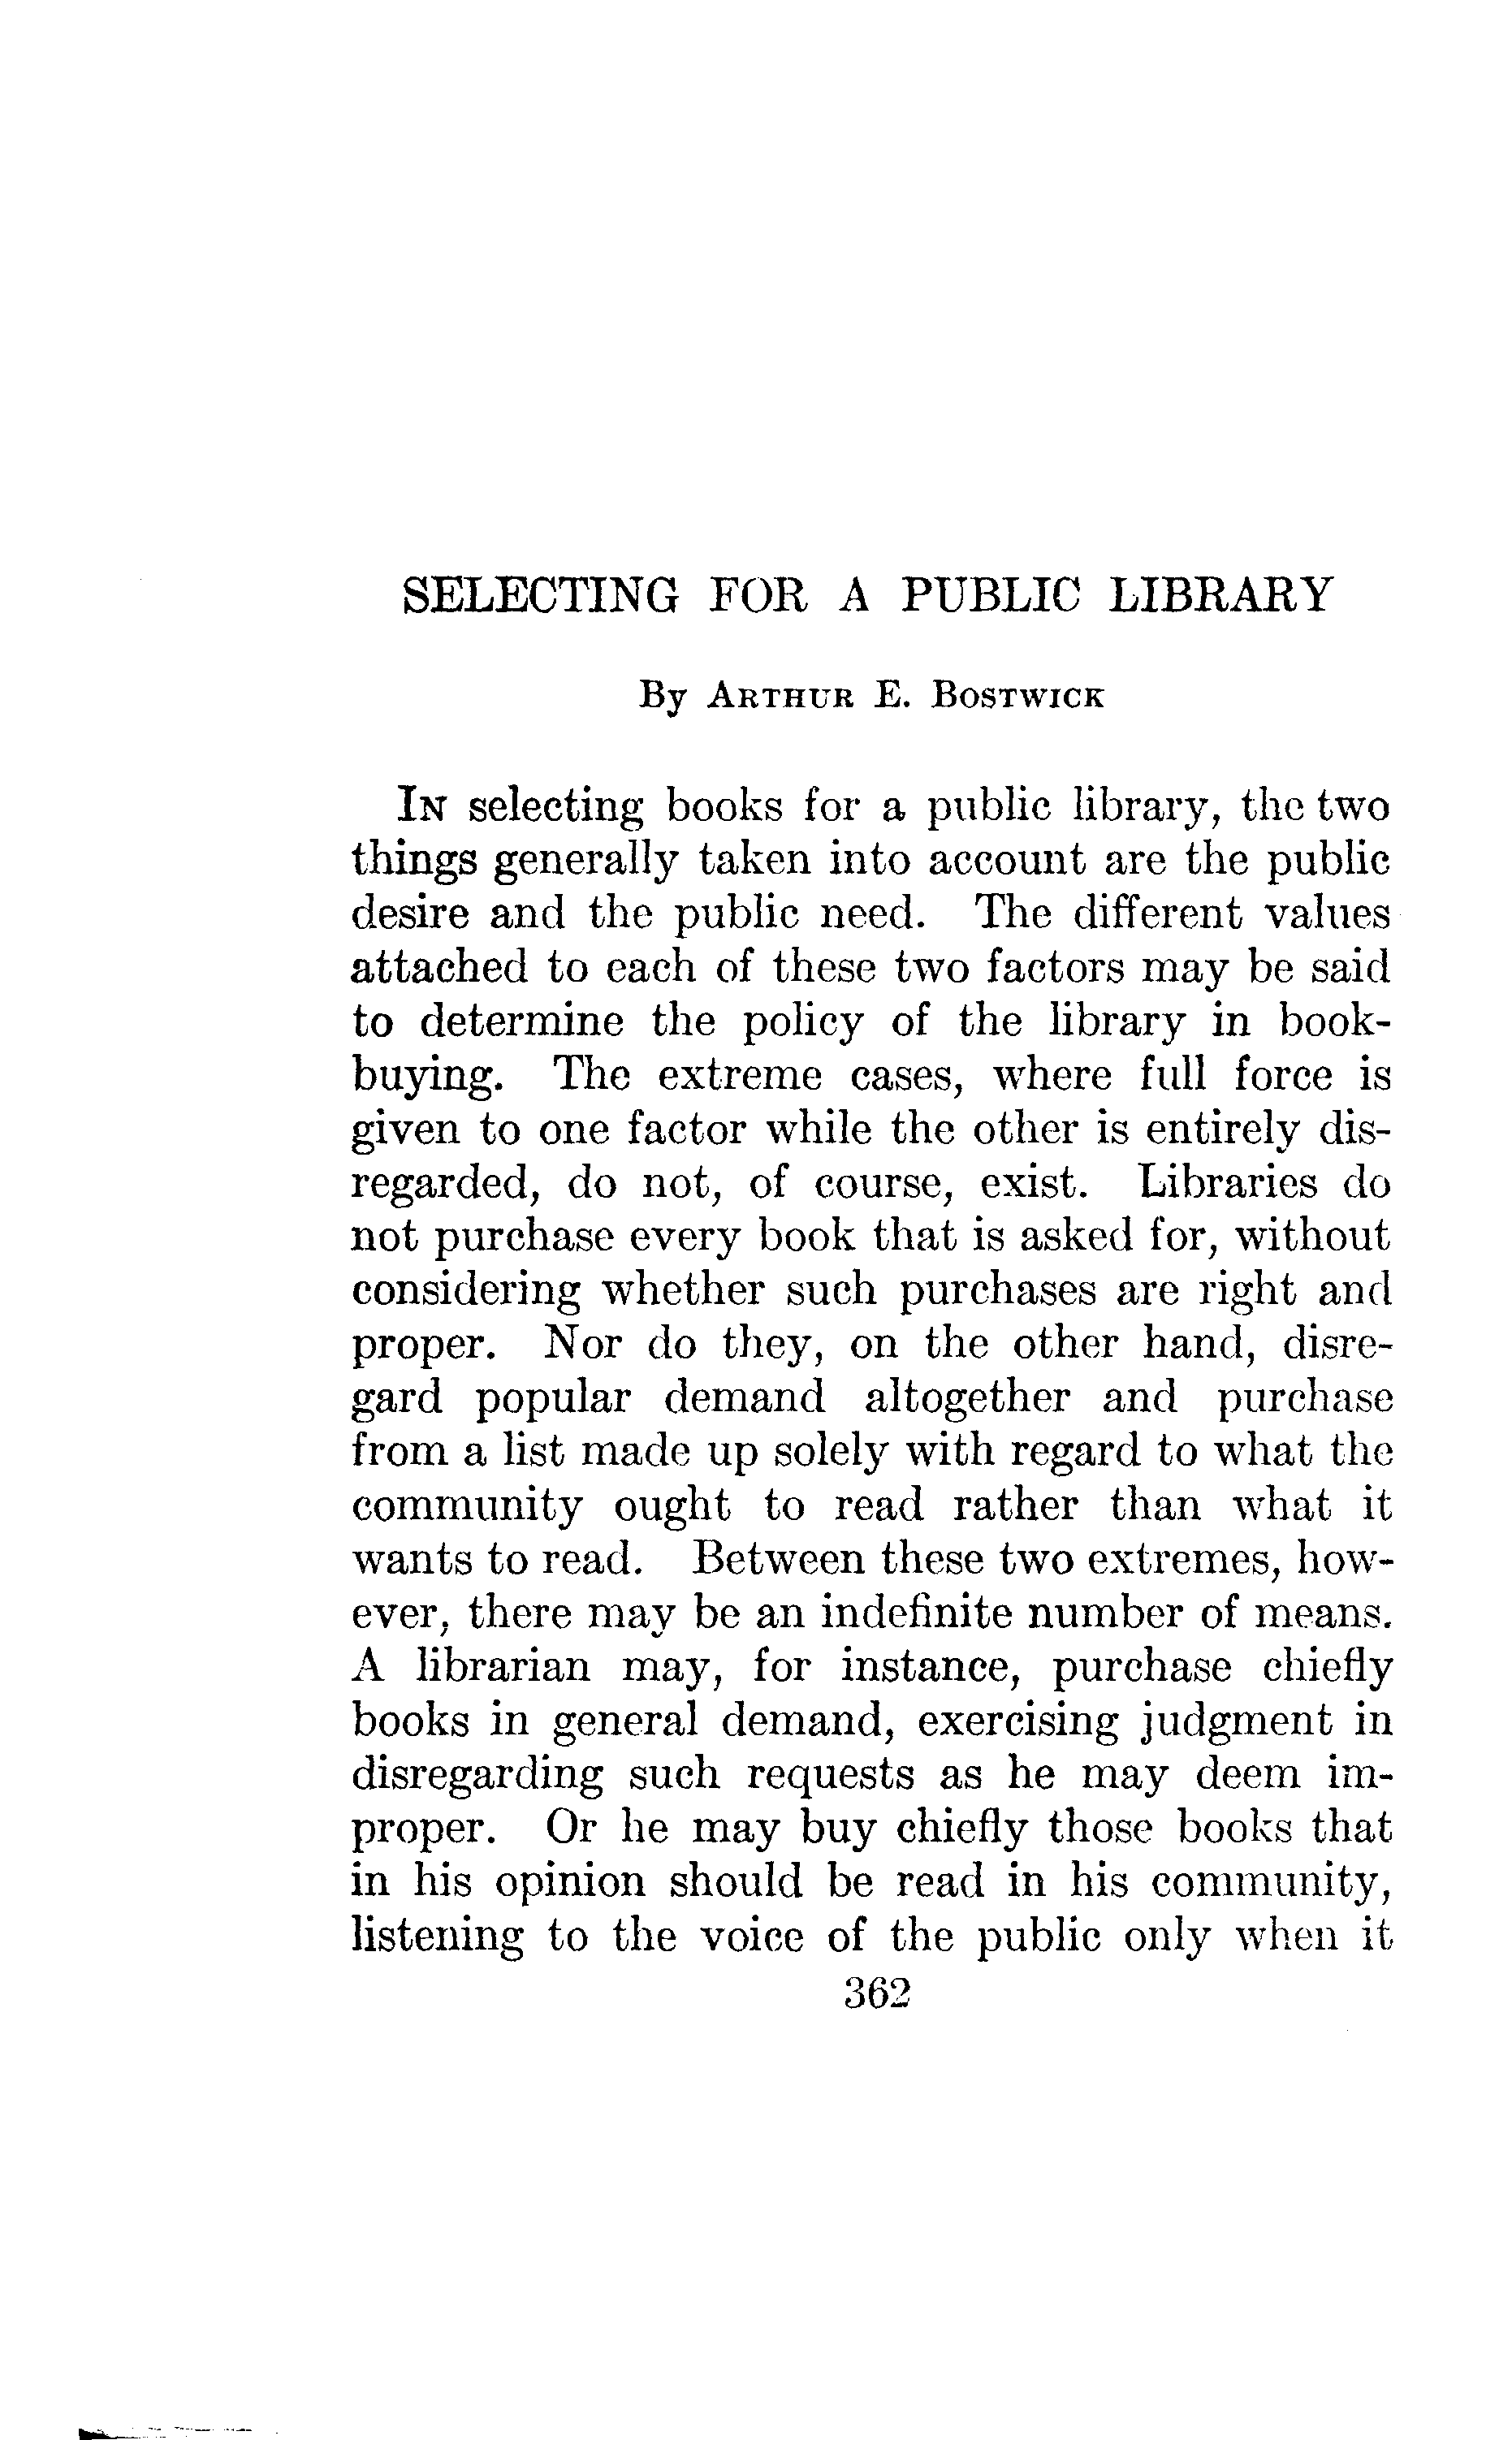 SELECTING FOR A PUBLIC LIBRARY
By ARTHUR E. BOSTWICK
IN selecting books for a public library, the two
things generally taken into account are the public
desire and the public need. The different values
attached to each of these two factors may be said
to determine the policy of the library in book-
buying. The extreme cases, where full force is
given to one factor while the other is entirely dis-
regarded, do not, of course, exist. Libraries do
not purchase every book that is asked for, without
considering whether such purchases are right and
proper. Nor do they, on the other hand, disre-
gard popular demand altogether and purchase
from a list made up solely with regard to what the
community ought to read rather than what it
wants to read. Between these two extremes, how-
ever, there may be an indefinite number of means.
A librarian may, for instance, purchase chiefly
books in general demand, exercising judgment in
disregarding such requests as he may deem im-
proper. Or he may buy chiefly those books that
in his opinion should be read in his community,
listening to the voice of the public only when it
362